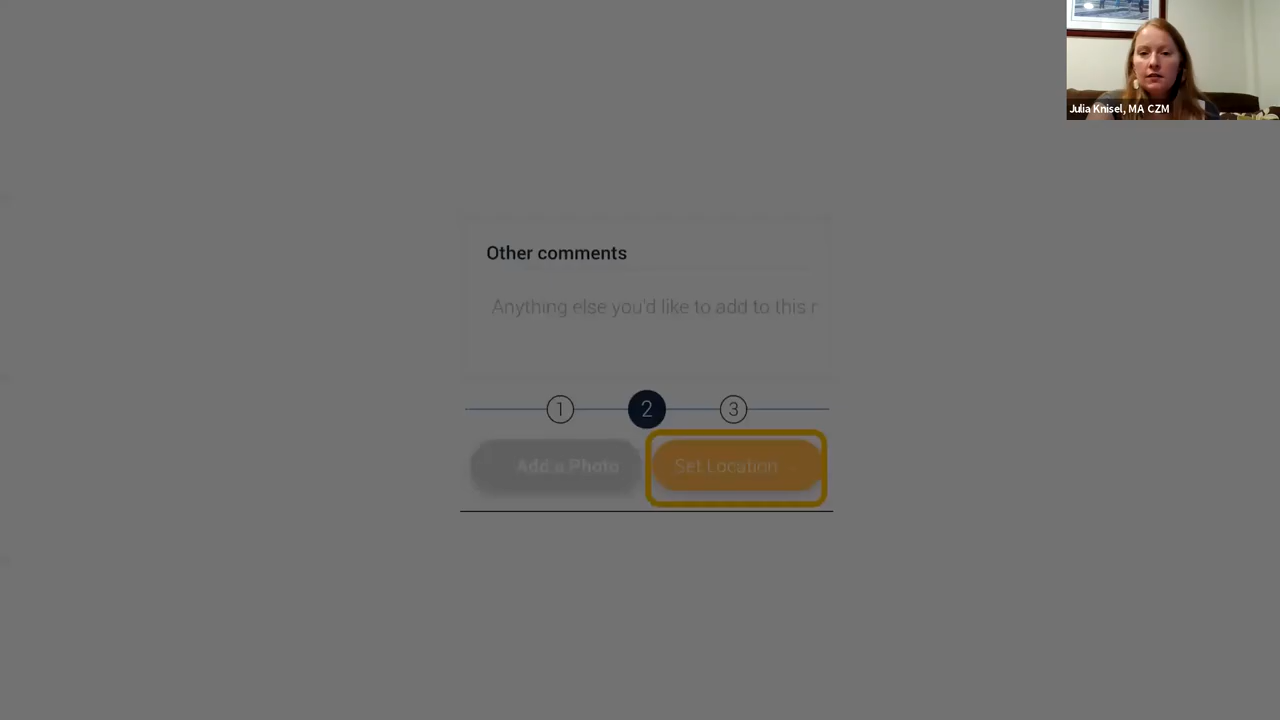 Julia Knisel, MA CZM
Other comments
Anything else you'd like to add to this r
1 2 3
Add a Photo
Set Location →